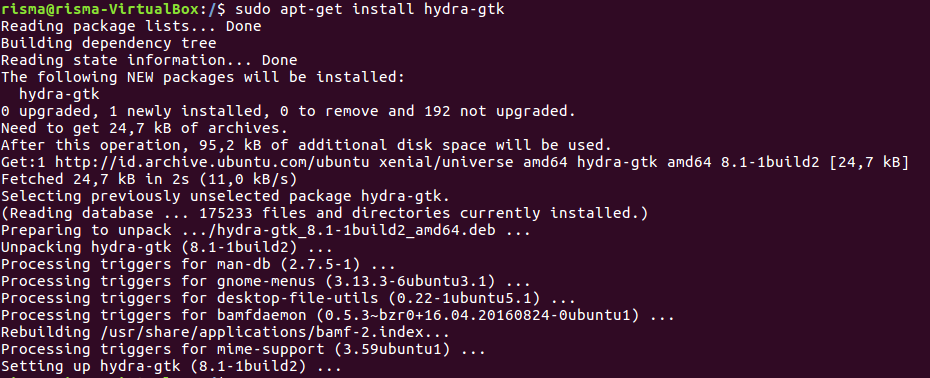 risma@risma-VirtualBox:/$ sudo apt-get install hydra-gtk
Reading package lists... Done
Building dependency tree
Reading state information... Done
The following NEW packages will be installed:
  hydra-gtk
0 upgraded, 1 newly installed, 0 to remove and 192 not upgraded.
Need to get 24,7 kB of archives.
After this operation, 95,2 kB of additional disk space will be used.
Get:1 http://id.archive.ubuntu.com/ubuntu xenial/universe amd64 hydra-gtk amd64 8.1-1build2 [24,7 kB]
Fetched 24,7 kB in 2s (11,0 kB/s)
Selecting previously unselected package hydra-gtk.
(Reading database ... 175233 files and directories currently installed.)
Preparing to unpack .../hydra-gtk_8.1-1build2_amd64.deb ...
Unpacking hydra-gtk (8.1-1build2) ...
Processing triggers for man-db (2.7.5-1) ...
Processing triggers for gnome-menus (3.13.3-6ubuntu3.1) ...
Processing triggers for desktop-file-utils (0.22-1ubuntu5.1) ...
Processing triggers for bamfdaemon (0.5.3~bzr0+16.04.20160824-0ubuntu1) ...
Rebuilding /usr/share/applications/bamf-2.index...
Processing triggers for mime-support (3.59ubuntu1) ...
Setting up hydra-gtk (8.1-1build2) ...